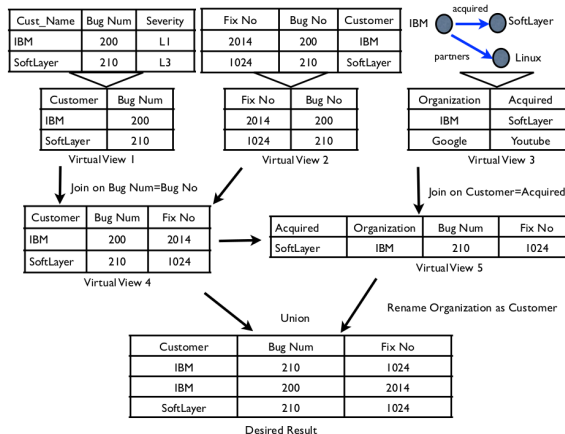 Cust_Name Bug Num Severity
IBM 200 L1
SoftLayer 210 L3
Fix No Bug No Customer
2014 200 IBM
1024 210 SoftLayer
acquired
IBM SoftLayer
partners Linux
Customer Bug Num
IBM 200
SoftLayer 210
Virtual View 1
Fix No Bug No
2014 200
1024 210
Virtual View 2
Organization Acquired
IBM SoftLayer
Google Youtube
Virtual View 3
Join on Bug Num=Bug No
Join on Customer=Acquired
Customer Bug Num Fix No
IBM 200 2014
SoftLayer 210 1024
Virtual View 4
Acquired Organization Bug Num Fix No
SoftLayer IBM 210 1024
Virtual View 5
Union
Rename Organization as Customer
Customer Bug Num Fix No
IBM 210 1024
IBM 200 2014
SoftLayer 210 1024
Desired Result